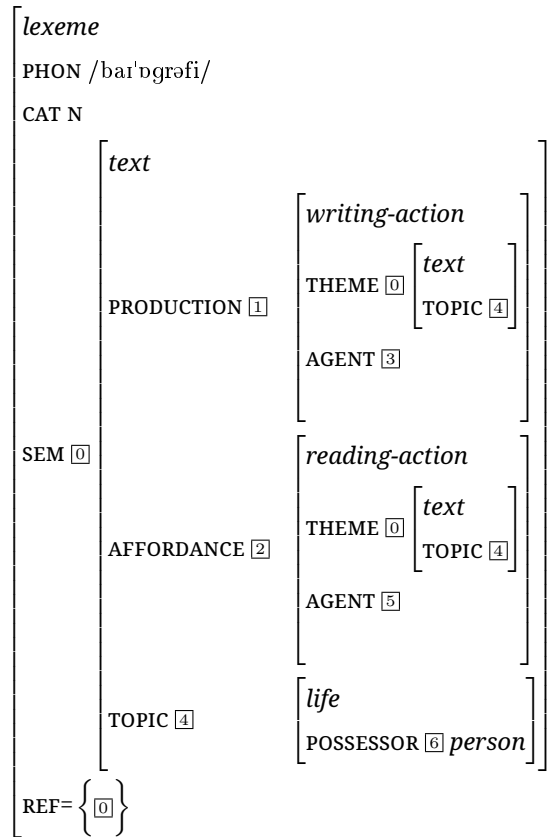 lexeme
PHON /baɪˈɒɡrəfi/
CAT N
text
writing-action
THEME 0 text
TOPIC 4
PRODUCTION 1
AGENT 3
SEM 0
reading-action
THEME 0 text
TOPIC 4
AFFORDANCE 2
AGENT 5
life
TOPIC 4
POSSESSOR 6 person
REF= { 0 }